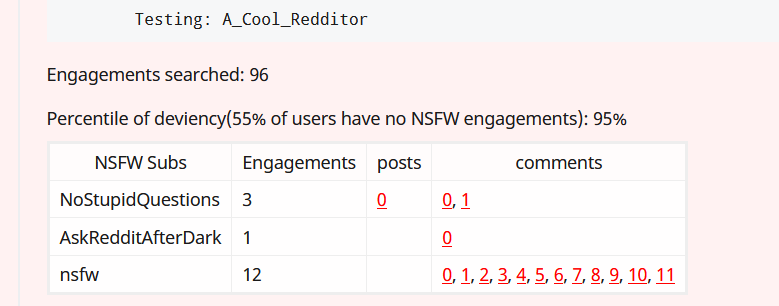 Testing: A_Cool_Redditor
Engagements searched: 96
Percentile of deviency(55% of users have no NSFW engagements): 95%
NSFW Subs Engagements posts comments
NoStupidQuestions 3 0 0, 1
AskRedditAfterDark 1 0
nsfw 12 0, 1, 2, 3, 4, 5, 6, 7, 8, 9, 10, 11